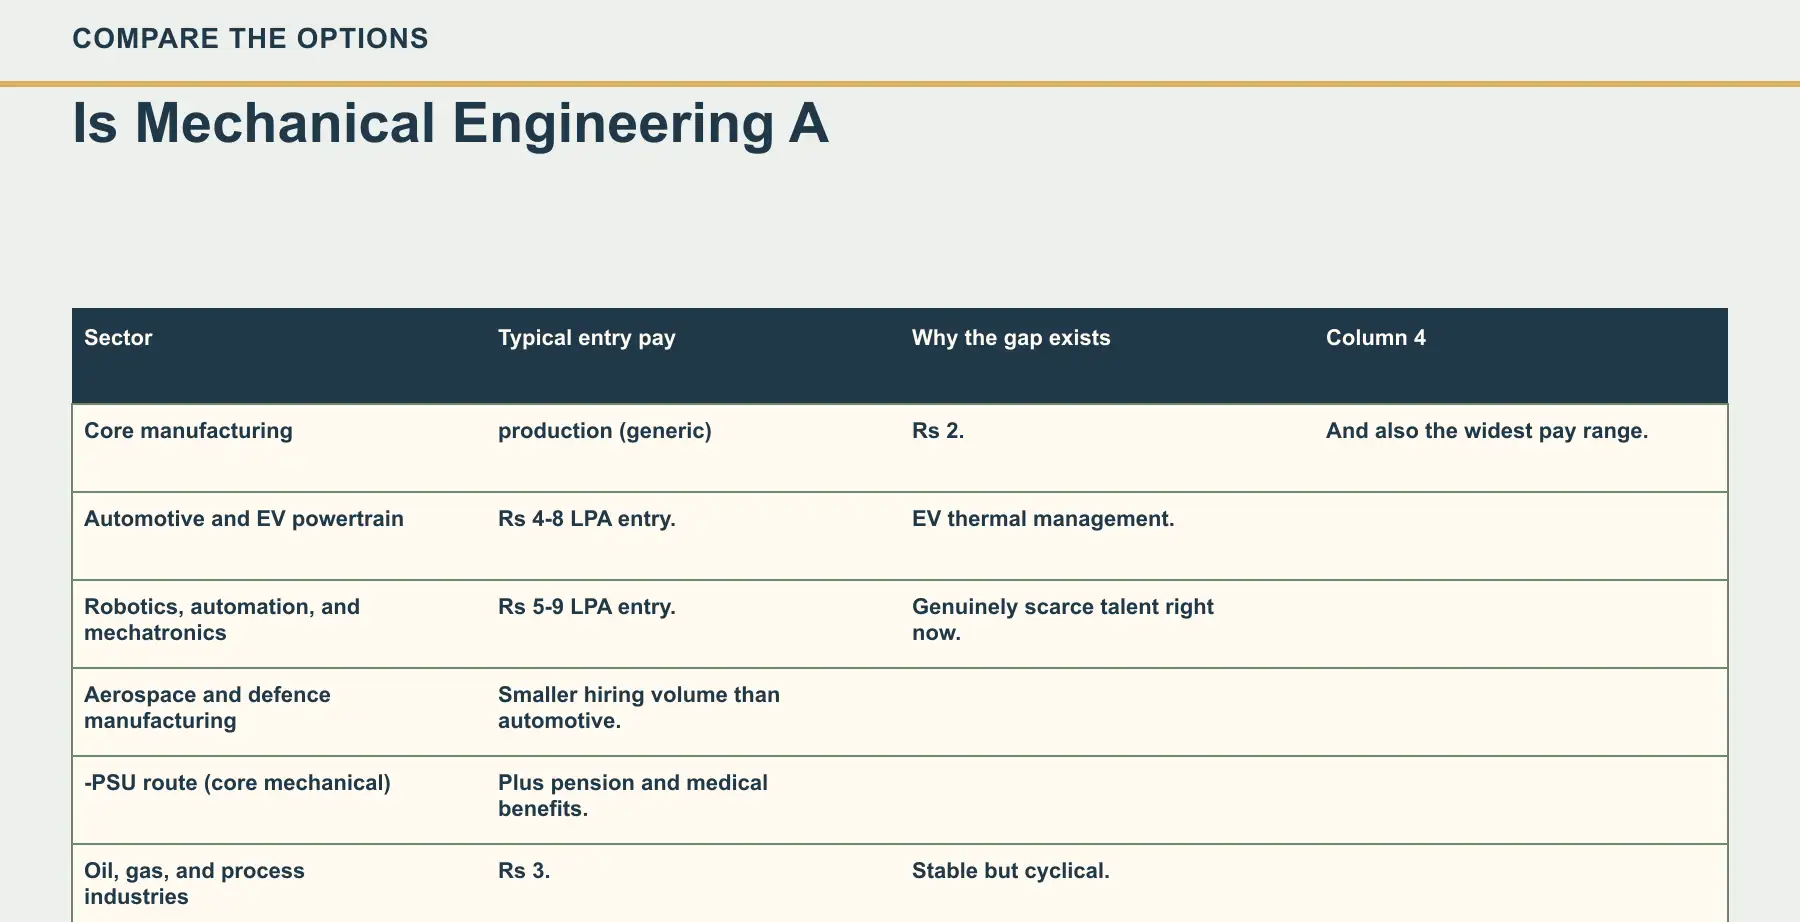 COMPARE THE OPTIONS
Is Mechanical Engineering A
Sector Typical entry pay Why the gap exists Column 4
Core manufacturing production (generic) Rs 2. And also the widest pay range.
Automotive and EV powertrain Rs 4-8 LPA entry. EV thermal management.
Robotics, automation, and Rs 5-9 LPA entry. Genuinely scarce talent right
mechatronics now.
Aerospace and defence Smaller hiring volume than
manufacturing automotive.
-PSU route (core mechanical) Plus pension and medical
benefits.
Oil, gas, and process Rs 3. Stable but cyclical.
industries